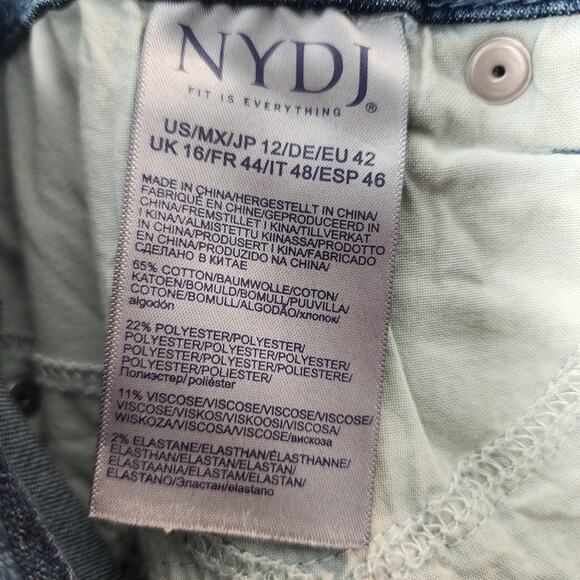 NYDJ
FIT IS EVERYTHING ®
US/MX/JP 12/DE/EU 42
UK 16/FR 44/IT 48/ESP 46
MADE IN CHINA/HERGESTELLT IN CHINA/
FABRIQUÉ EN CHINE/GEPRODUCEERD IN
CHINA/FREMSTILLET I KINA/TILLVERKAT
I KINA/VALMISTETTU KIINASSA/PRODOTTO
IN CHINA/PRODUSERT I KINA/FABRICADO
EN CHINA/PRODUZIDO NA CHINA/
СДЕЛАНО В КИТАЕ
65% COTTON/BAUMWOLLE/COTON/
KATOEN/BOMULD/BOMULL/PUUVILLA/
COTONE/BOMULL/ALGODÃO/хлопок/
algodón
22% POLYESTER/POLYESTER/
POLYESTER/POLYESTER/POLYESTER/
POLYESTER/POLYESTERI/POLIESTERE/
POLYESTER/POLIESTER/
Полиэстер/ poliéster
11% VISCOSE/VISCOSE/VISCOSE/VISCOSE/
VISCOSE/VISKOS/VISKOOSI/VISCOSA/
WISKOZA/VISCOSA/VISCOSE/вискоза
2% ELASTANE/ELASTHAN/ÉLASTHANNE/
ELASTHAN/ELASTAN/ELASTAN/
ELASTAANIA/ELASTAM/ELASTAN/
ELASTANO/Эластан/elastano